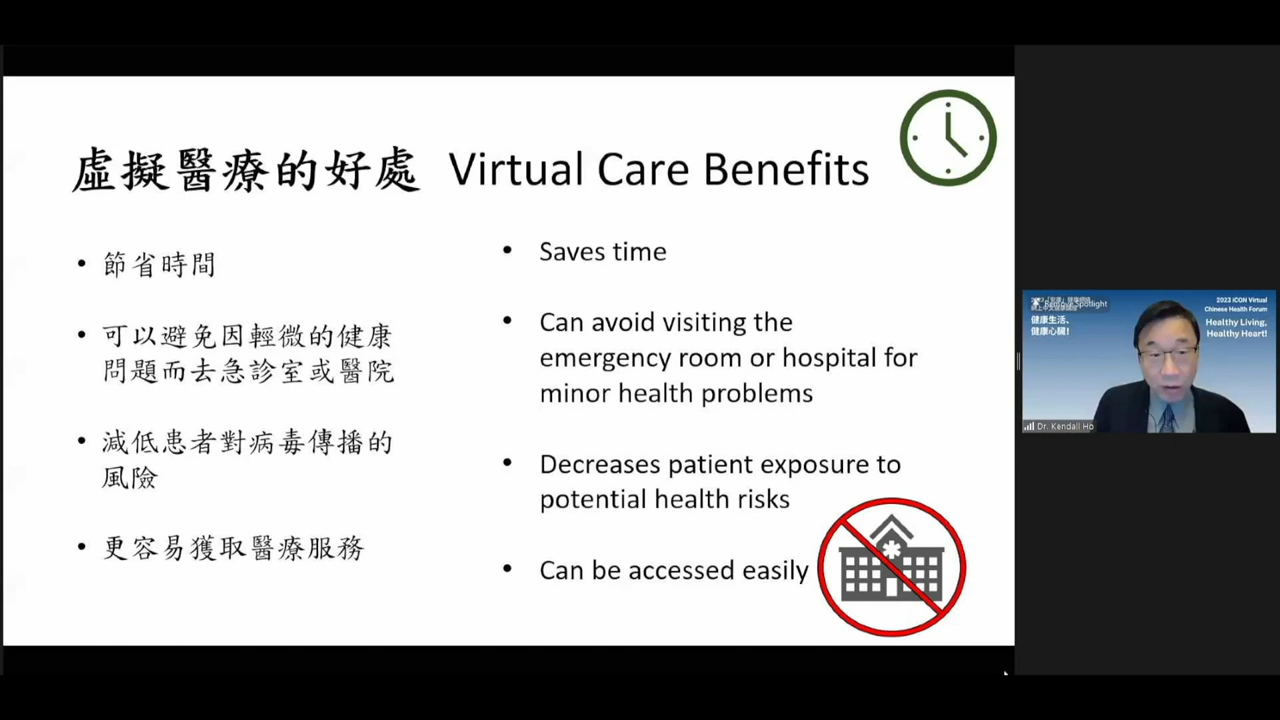 虛擬醫療的好處 Virtual Care Benefits
• 節省時間
• 可以避免因輕微的健康
問題而去急診室或醫院
• 減低患者對病毒傳播的
風險
• 更容易獲取醫療服務
• Saves time
• Can avoid visiting the
emergency room or hospital for
minor health problems
• Decreases patient exposure to
potential health risks
• Can be accessed easily
Remove Spotlight
健康生活、
健康心臟!
2023 iCON Virtual
Chinese Health Forum
Healthy Living,
Healthy Heart!
Dr. Kendall Ho